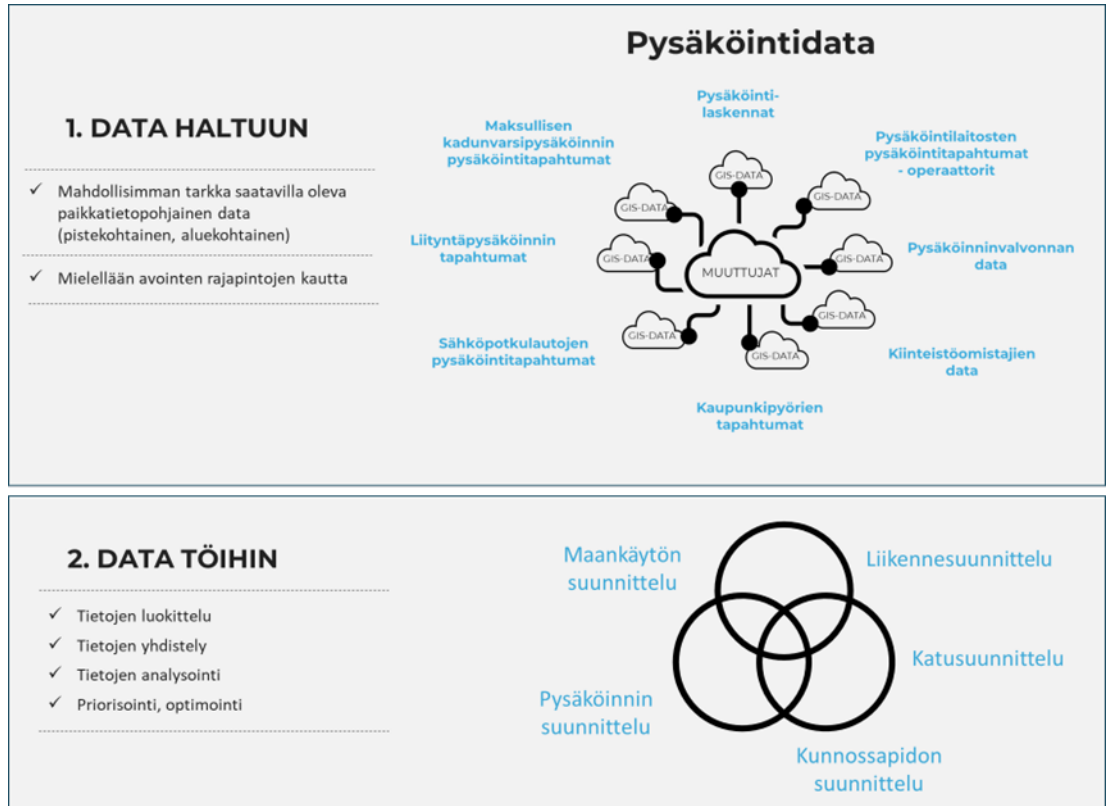 Pysäköintidata
1. DATA HALTUUN
✓ Mahdollisimman tarkka saatavilla oleva
paikkatietopohjainen data
(pistekohtainen, aluekohtainen)
✓ Mielellään avointen rajapintojen kautta
Pysäköinti-
laskennat
Maksullisen
kadunvarsipysäköinnin
pysäköintitapahtumat
Pysäköintilaitosten
pysäköintitapahtumat
- operaattorit
Liityntäpysäköinnin
tapahtumat
Pysäköinninvalvonnan
data
Sähköpotkulautojen
pysäköintitapahtumat
Kiinteistöomistajien
data
Kaupunkipyörien
tapahtumat
GIS-DATA
GIS-DATA
GIS-DATA
GIS-DATA
GIS-DATA
MUUTTUJAT
GIS-DATA
GIS-DATA
GIS-DATA
2. DATA TÖIHIN
✓ Tietojen luokittelu
✓ Tietojen yhdistely
✓ Tietojen analysointi
✓ Priorisointi, optimointi
Maankäytön
suunnittelu
Liikennesuunnittelu
Katusuunnittelu
Pysäköinnin
suunnittelu
Kunnossapidon
suunnittelu